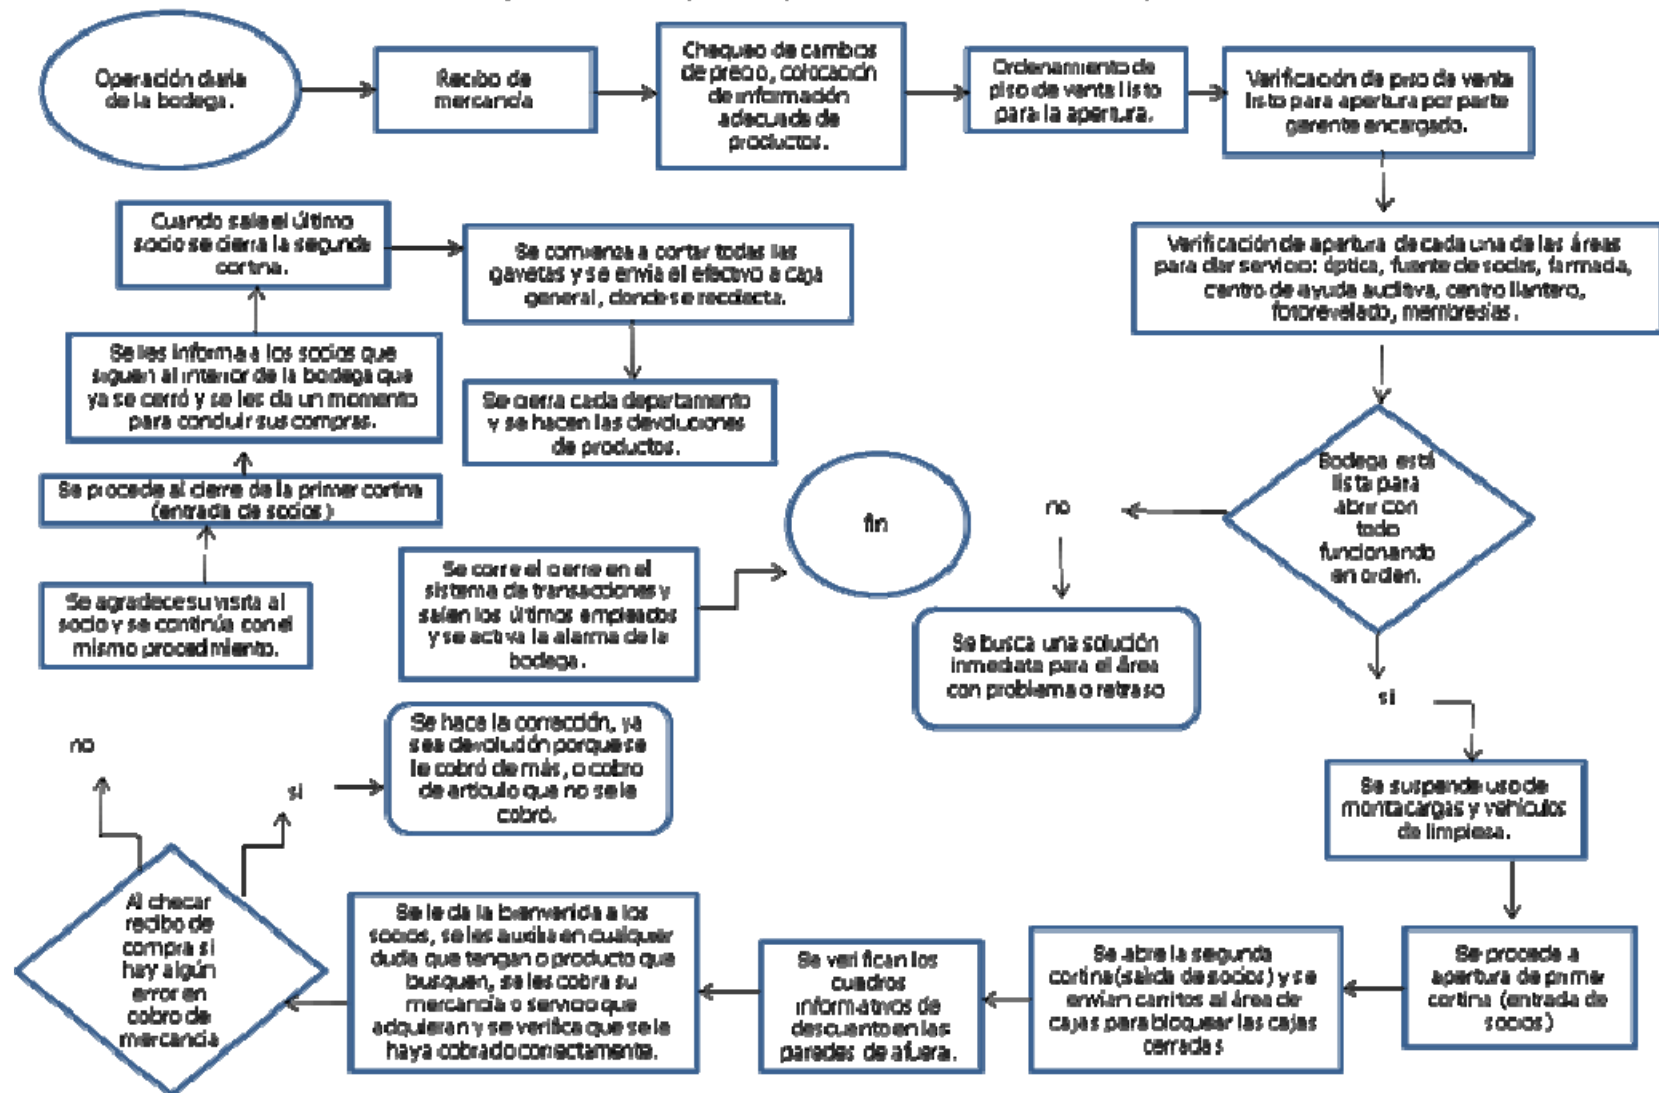 Operación diaria
de la bodega.
Recibo de
mercancía
Chequeo de cambios
de precio, colocación
de información
adecuada de
productos.
Ordenamiento de
piso de venta listo
para la apertura.
Verificación de piso de venta
listo para apertura por parte
gerente encargado.
Verificación de apertura de cada una de las áreas
para dar servicio: óptica, fuente de sodas, farmacia,
centro de ayuda auditiva, centro llantero,
fotorevelado, membresías.
Bodega está
lista para
abrir con
todo
funcionando
en orden.
no
Se busca una solución
inmediata para el área
con problema o retraso
si
Se suspende uso de
montacargas y vehículos
de limpiesa.
Se procede a
apertura de primer
cortina (entrada de
socios)
Se abre la segunda
cortina(salida de socios) y se
envían carritos al área de
cajas para bloquear las cajas
cerradas
Se verifican los
cuadros
informativos de
descuento en las
paredes de afuera.
Se le da la bienvenida a los
socios, se les auxilia en cualquier
duda que tengan o producto que
busquen, se les cobra su
mercancía o servicio que
adquieran y se verifica que se le
haya cobrado correctamente.
Al checar
recibo de
compra si
hay algún
error en
cobro de
mercancía
si
Se hace la corrección, ya
sea devolución porque se
le cobró de más, o cobro
de artículo que no se le
cobró.
no
Se agradece su visita al
socio y se continúa con el
mismo procedimiento.
Se procede al cierre de la primer cortina
(entrada de socios)
Se les informa a los socios que
siguen al interior de la bodega que
ya se cerró y se les da un momento
para concluir sus compras.
Cuando sale el último
socio se cierra la segunda
cortina.
Se comienza a cortar todas las
gavetas y se envía el efectivo a caja
general, donde se recolecta.
Se cierra cada departamento
y se hacen las devoluciones
de productos.
Se corre el cierre en el
sistema de transacciones y
salen los últimos empleados
y se activa la alarma de la
bodega.
fin